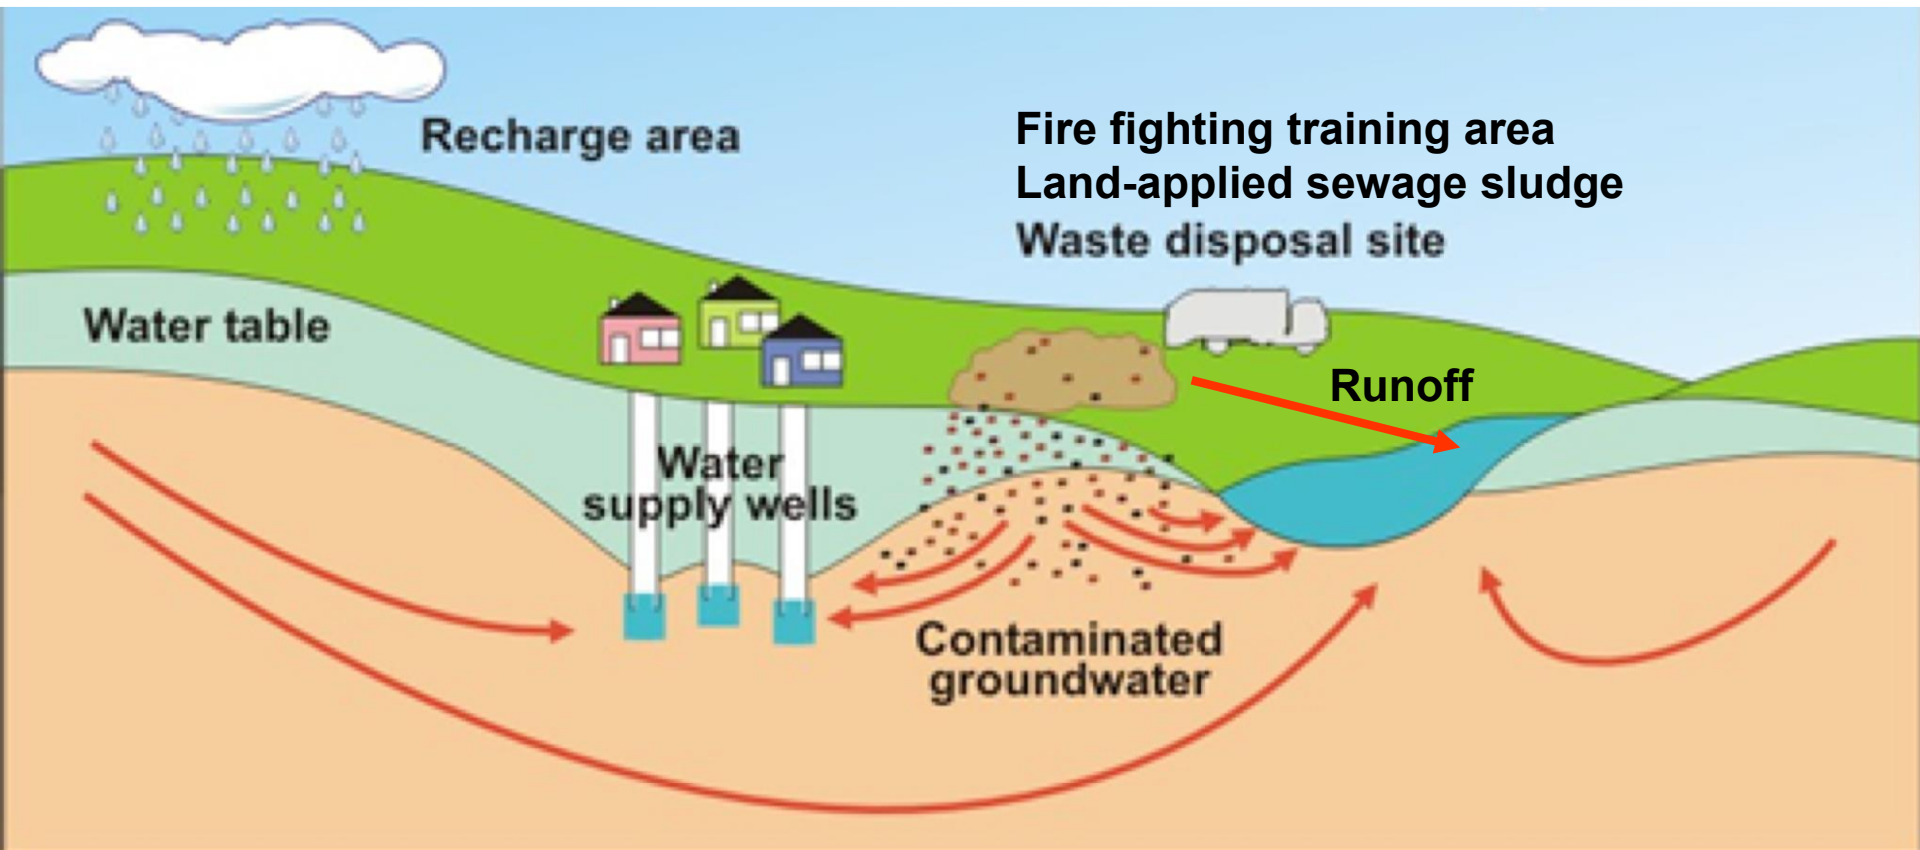 Recharge area
Fire fighting training area
Land-applied sewage sludge
Waste disposal site
Water table
Runoff
Water
supply wells
Contaminated
groundwater